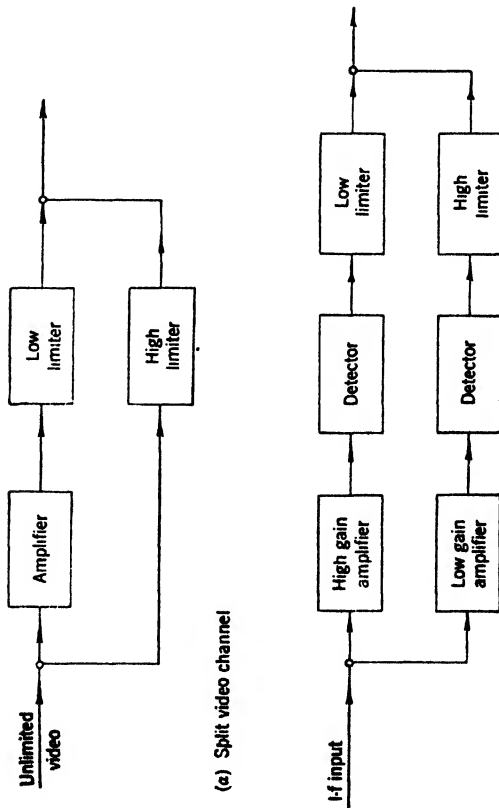 Unlimited
video
Amplifier
Low
limiter
High
limiter
(a) Split video channel
I-f input
High gain
amplifier
Detector
Low
limiter
Low gain
amplifier
Detector
High
limiter